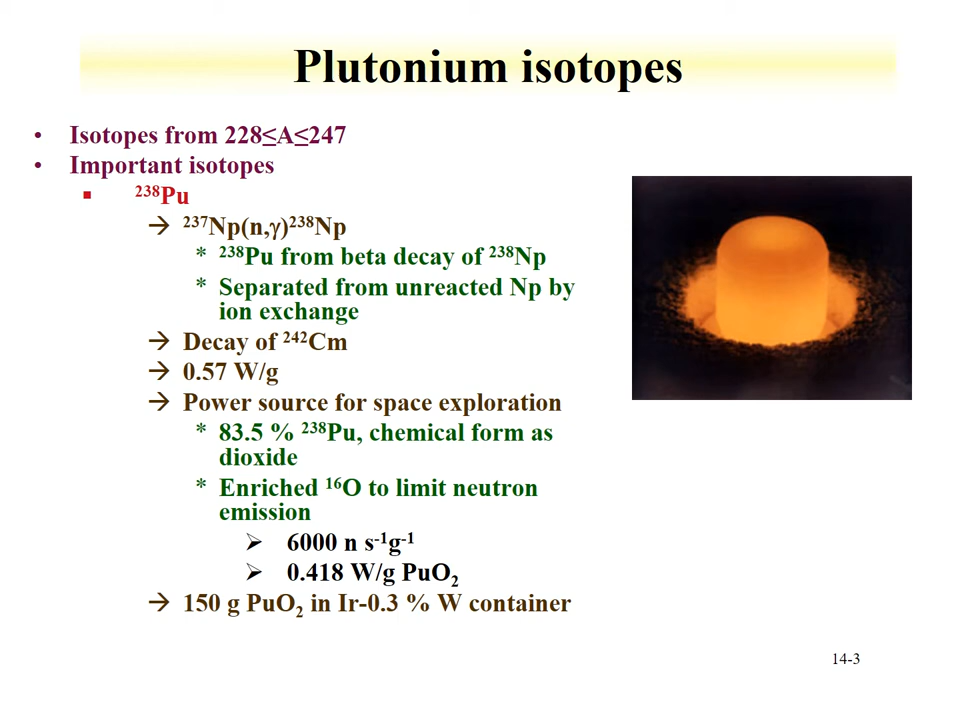 Plutonium isotopes
• Isotopes from 228≤A≤247
• Important isotopes
▪ ²³⁸Pu
→ ²³⁷Np(n,γ)²³⁸Np
* ²³⁸Pu from beta decay of ²³⁸Np
* Separated from unreacted Np by
ion exchange
→ Decay of ²⁴²Cm
→ 0.57 W/g
→ Power source for space exploration
* 83.5 % ²³⁸Pu, chemical form as
dioxide
* Enriched ¹⁶O to limit neutron
emission
➢ 6000 n s⁻¹g⁻¹
➢ 0.418 W/g PuO₂
→ 150 g PuO₂ in Ir-0.3 % W container
14-3